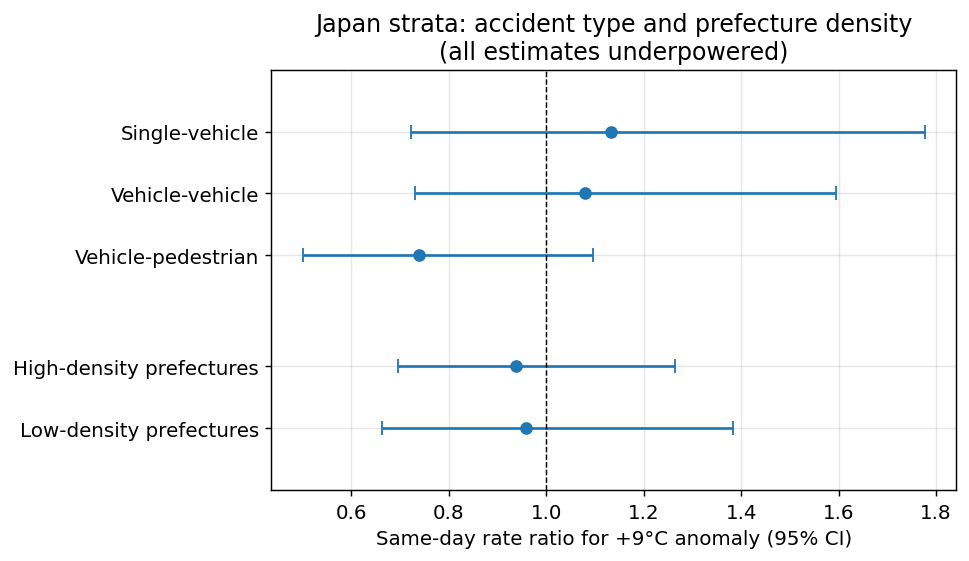 Japan strata: accident type and prefecture density
(all estimates underpowered)
Single-vehicle
Vehicle-vehicle
Vehicle-pedestrian
High-density prefectures
Low-density prefectures
0.6 0.8 1.0 1.2 1.4 1.6 1.8
Same-day rate ratio for +9°C anomaly (95% CI)